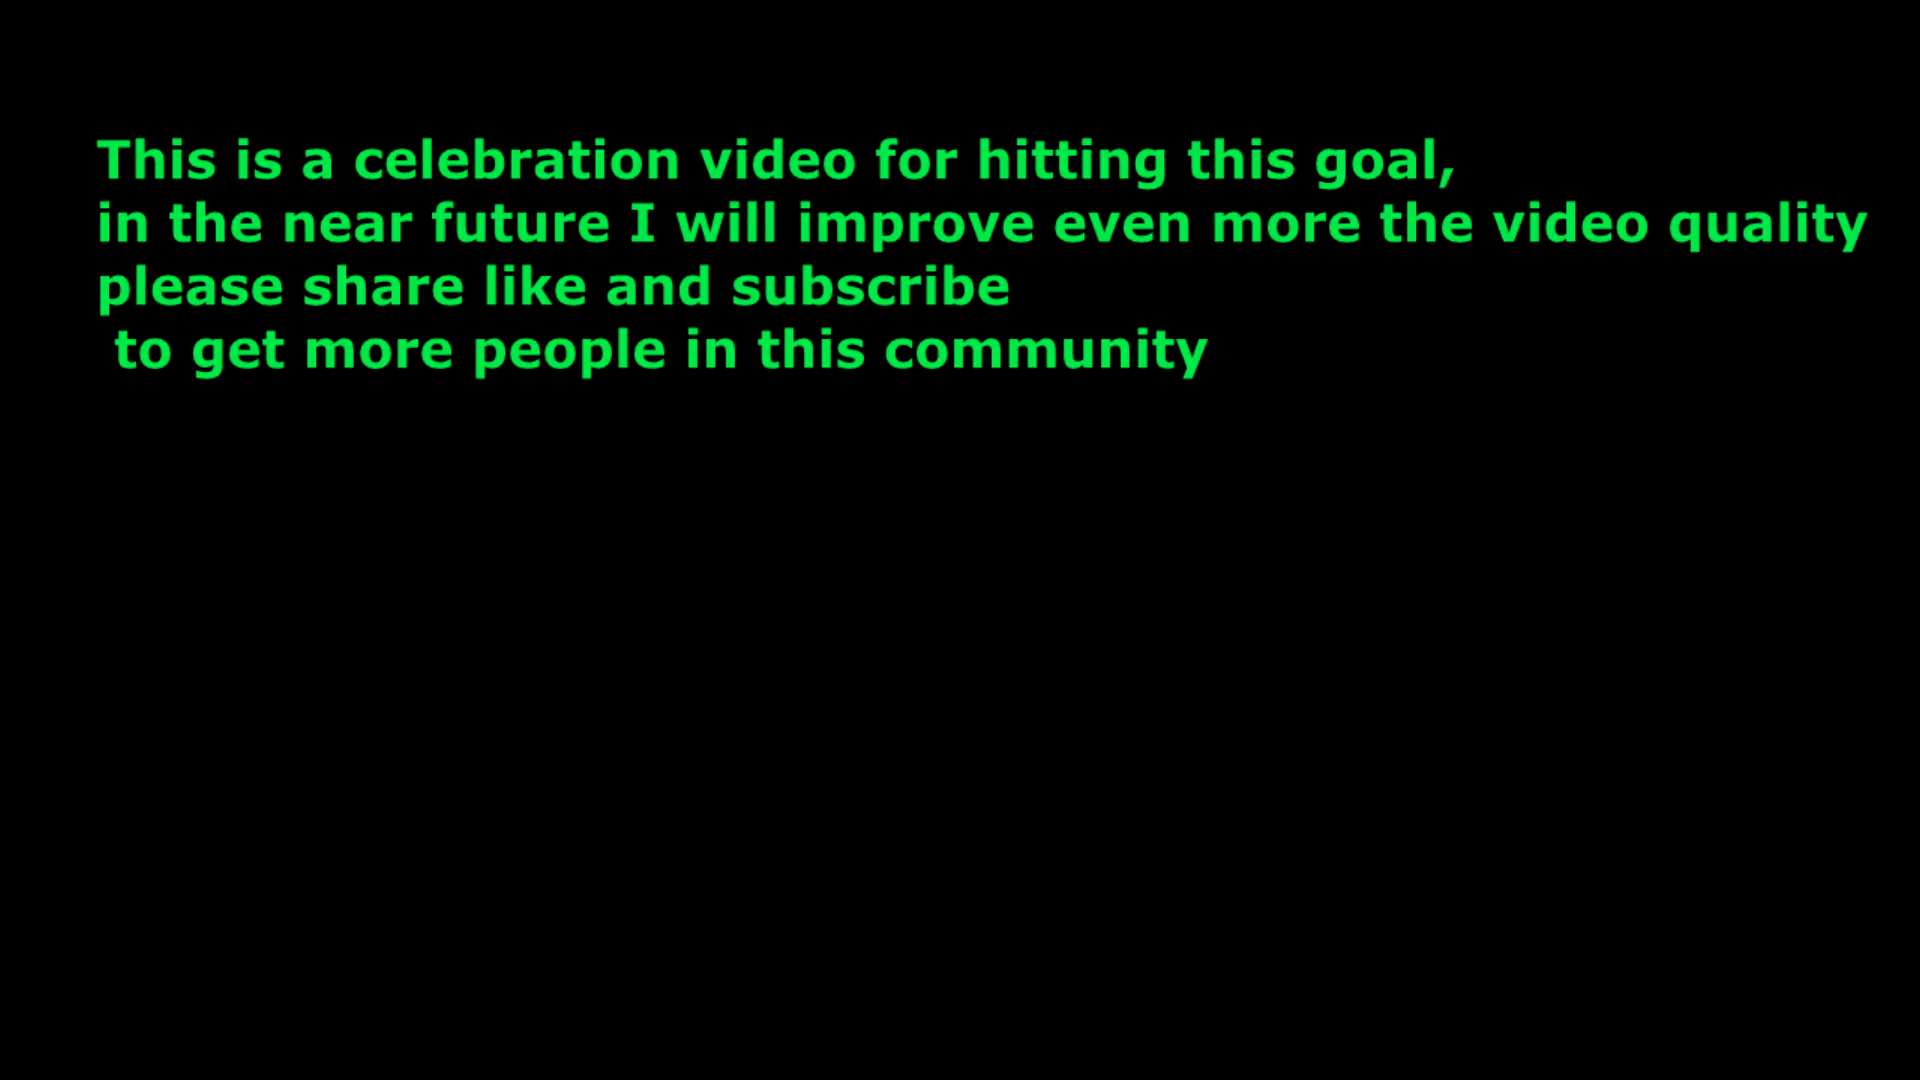 This is a celebration video for hitting this goal,
in the near future I will improve even more the video quality
please share like and subscribe
to get more people in this community